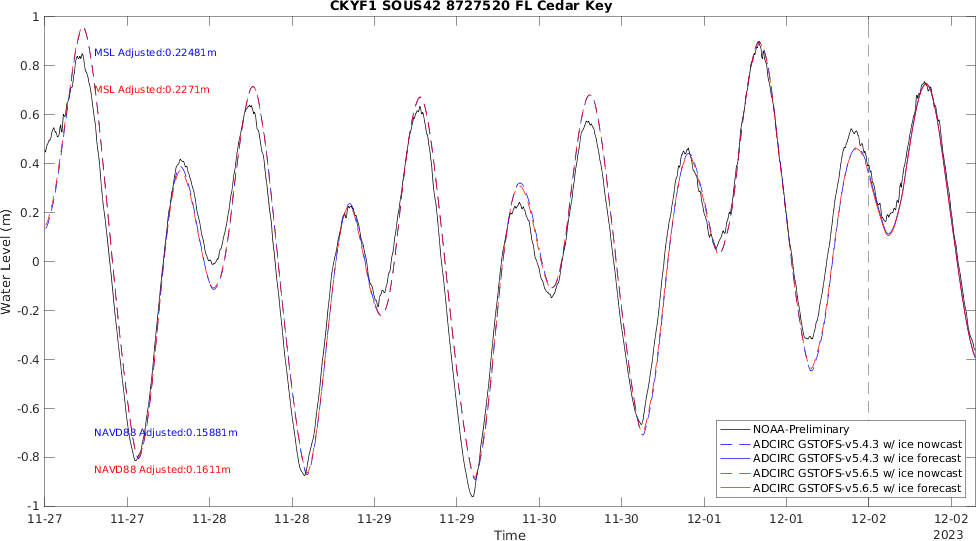 CKYF1 SOUS42 8727520 FL Cedar Key
Water Level (m)
1
0.8
0.6
0.4
0.2
0
-0.2
-0.4
-0.6
-0.8
-1
MSL Adjusted:0.22481m
MSL Adjusted:0.2271m
NAVD88 Adjusted:0.15881m
NAVD88 Adjusted:0.1611m
NOAA-Preliminary
ADCIRC GSTOFS-v5.4.3 w/ ice nowcast
ADCIRC GSTOFS-v5.4.3 w/ ice forecast
ADCIRC GSTOFS-v5.6.5 w/ ice nowcast
ADCIRC GSTOFS-v5.6.5 w/ ice forecast
11-27 11-27 11-28 11-28 11-29 11-29 11-30 11-30 12-01 12-01 12-02 12-02
Time
2023